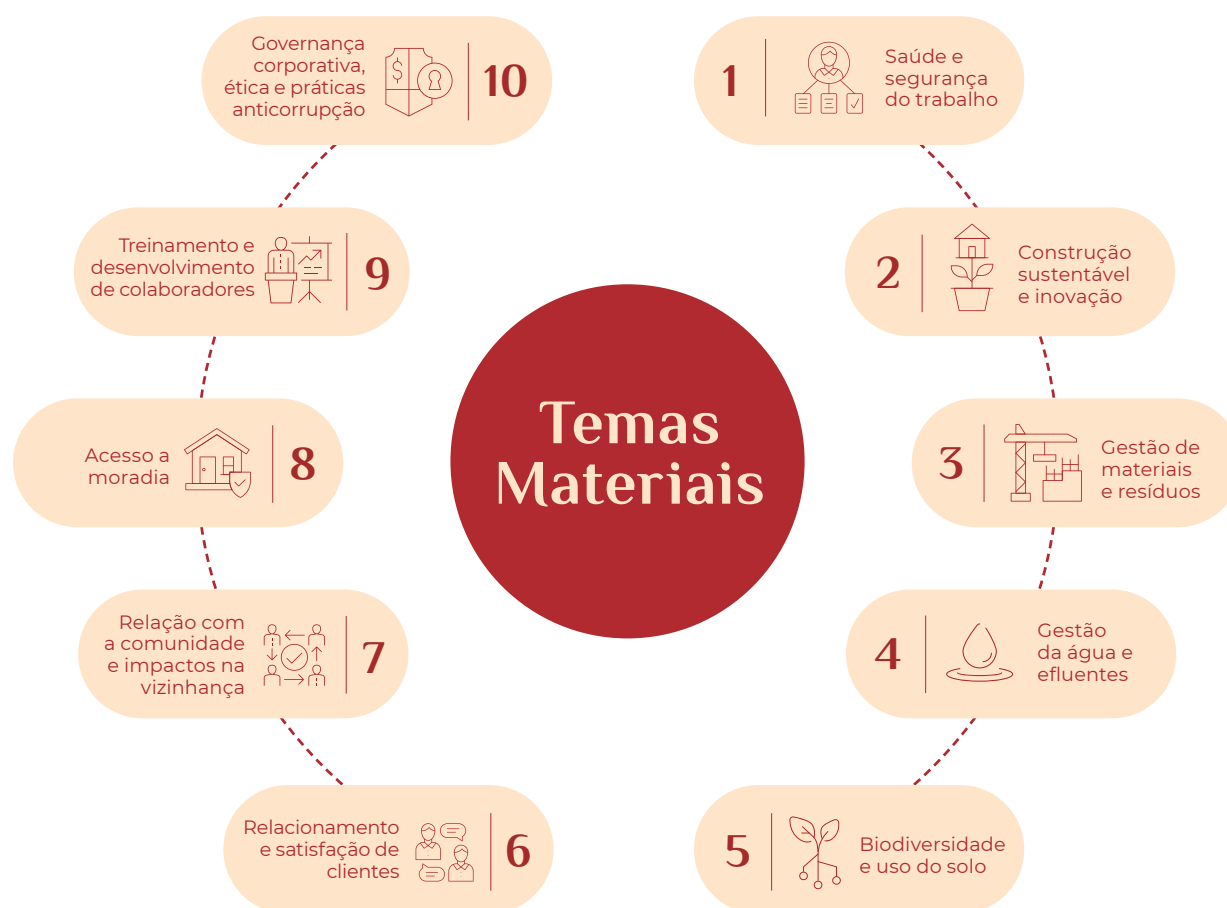 Temas
Materiais
1
Saúde e
segurança
do trabalho
2
Construção
sustentável
e inovação
3
Gestão de
materiais
e resíduos
4
Gestão
da água e
efluentes
5
Biodiversidade
e uso do solo
6
Relacionamento
e satisfação de
clientes
7
Relação com
a comunidade
e impactos na
vizinhança
8
Acesso a
moradia
9
Treinamento e
desenvolvimento
de colaboradores
10
Governança
corporativa,
ética e práticas
anticorrupção
$